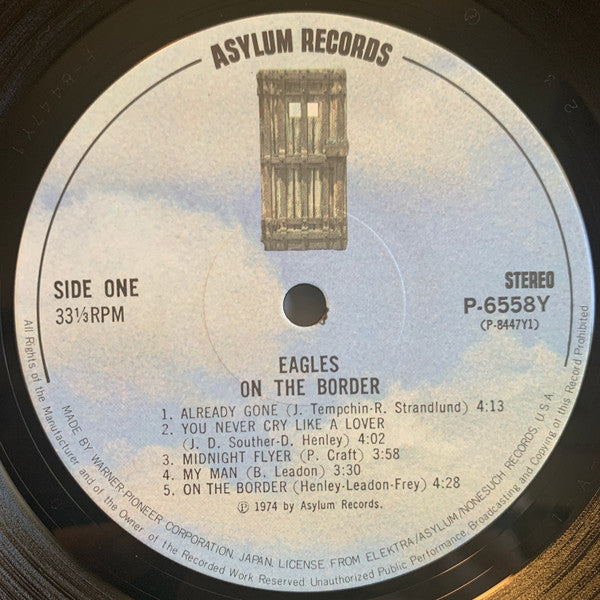 ASYLUM RECORDS
SIDE ONE
33⅓RPM
STEREO
P-6558Y
(P-8447Y1)
EAGLES
ON THE BORDER
1. ALREADY GONE (J. Tempchin-R. Strandlund) 4:13
2. YOU NEVER CRY LIKE A LOVER
(J. D. Souther-D. Henley) 4:02
3. MIDNIGHT FLYER (P. Craft) 3:58
4. MY MAN (B. Leadon) 3:30
5. ON THE BORDER (Henley-Leadon-Frey) 4:28
Ⓟ 1974 by Asylum Records.
MADE BY WARNER-PIONEER CORPORATION, JAPAN. LICENSE FROM ELEKTRA/ASYLUM/NONESUCH RECORDS, U.S.A.
All Rights of the Manufacturer and of the Owner of the Recorded Work Reserved. Unauthorized Public Performance, Broadcasting and Copying of this Record Prohibited.
P-8447Y1